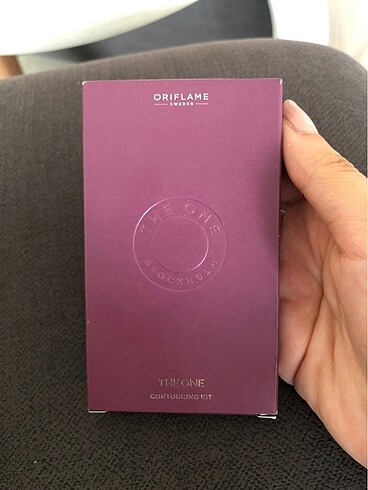 ORIFLAME
SWEDEN
THE ONE
STOCKHOLM
THE ONE
CONTOURING KIT